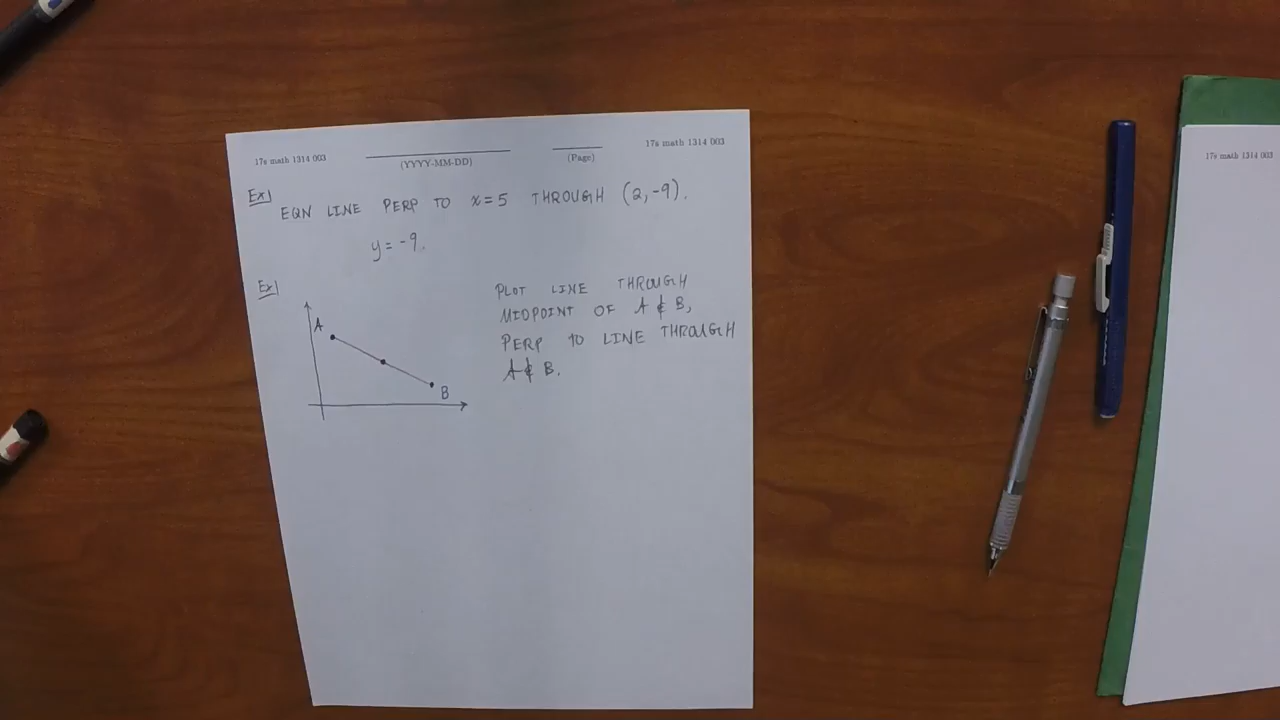 17s math 1314 003
(YYYY-MM-DD)
(Page)
17s math 1314 003
Ex|
EQN LINE PERP TO x=5 THROUGH (2,-9).
y = -9.
Ex|
A
B
PLOT LINE THROUGH
MIDPOINT OF A & B,
PERP TO LINE THROUGH
A & B.
17s math 1314 003